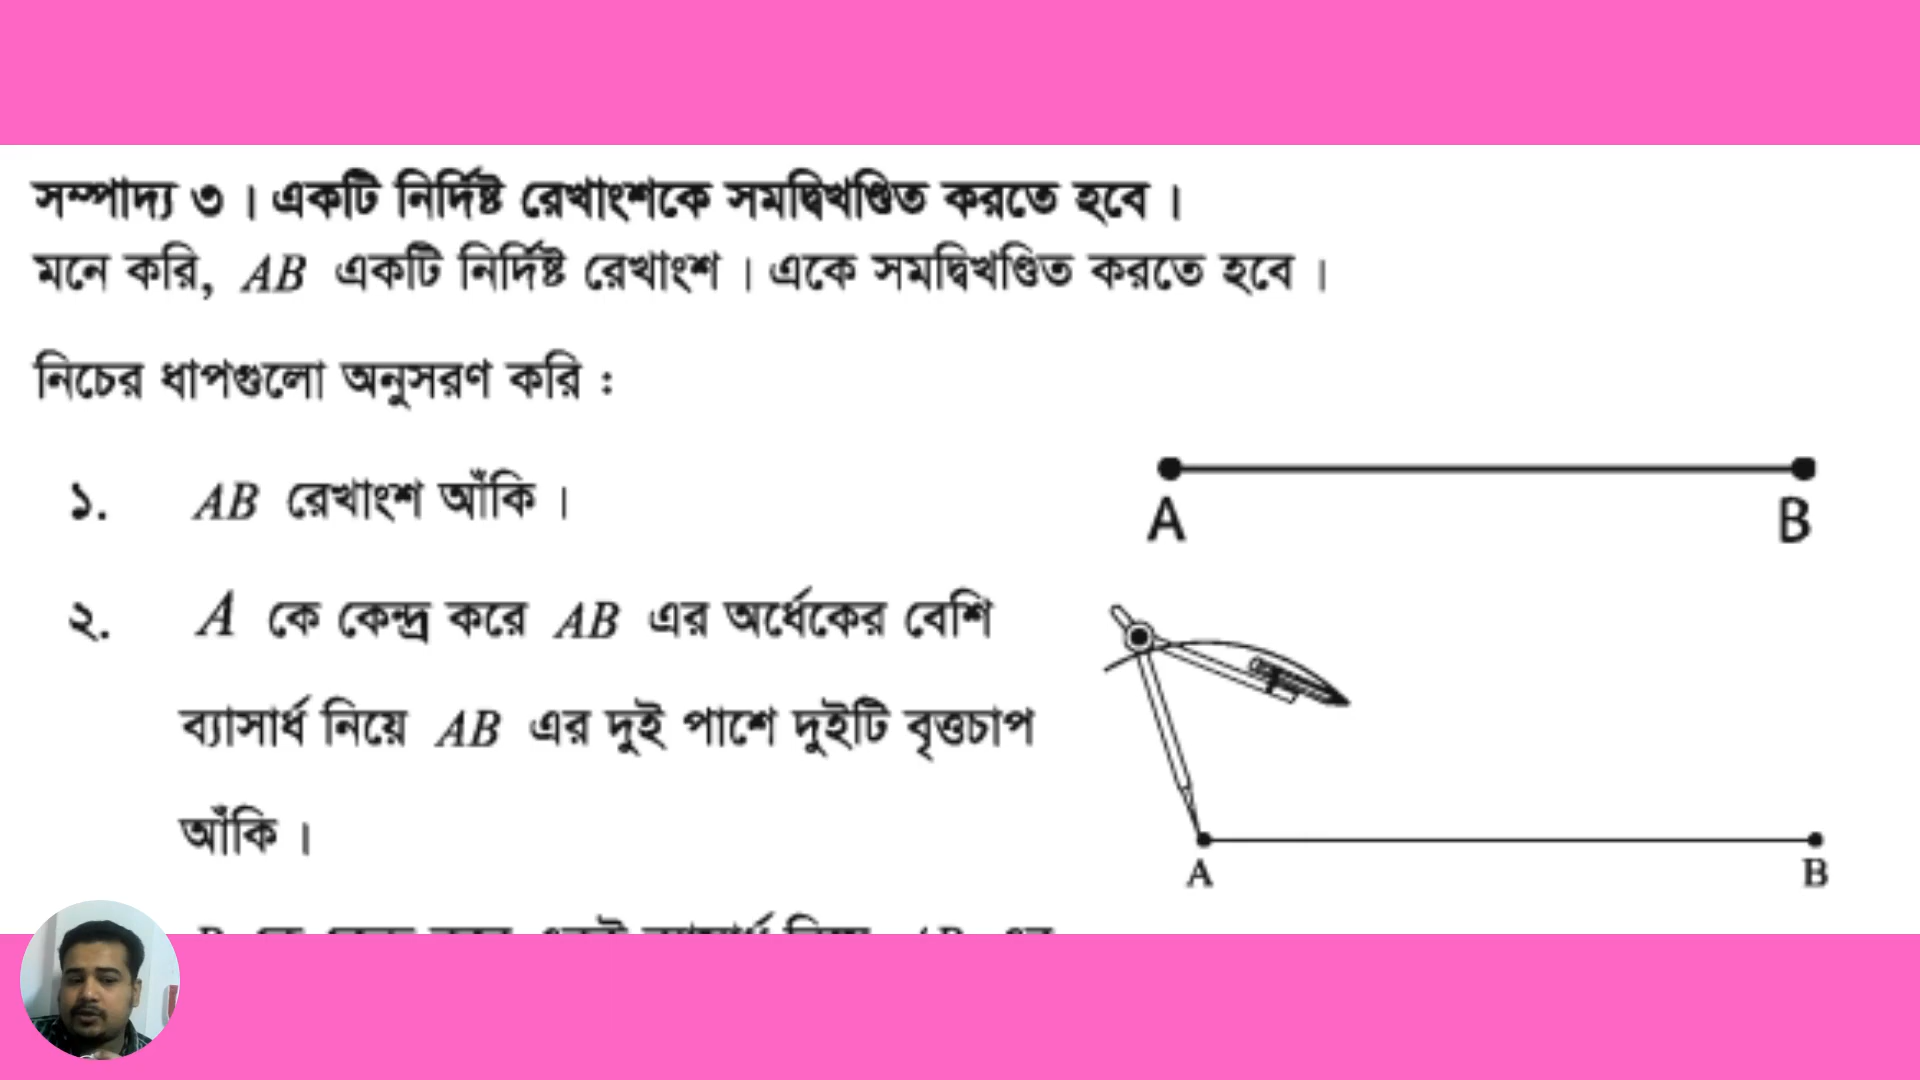 সম্পাদ্য ৩ । একটি নির্দিষ্ট রেখাংশকে সমদ্বিখণ্ডিত করতে হবে ।
মনে করি, AB একটি নির্দিষ্ট রেখাংশ । একে সমদ্বিখণ্ডিত করতে হবে ।
নিচের ধাপগুলো অনুসরণ করি :
১. AB রেখাংশ আঁকি ।
A B
২. A কে কেন্দ্র করে AB এর অর্ধেকের বেশি
ব্যাসার্ধ নিয়ে AB এর দুই পাশে দুইটি বৃত্তচাপ
আঁকি ।
A B